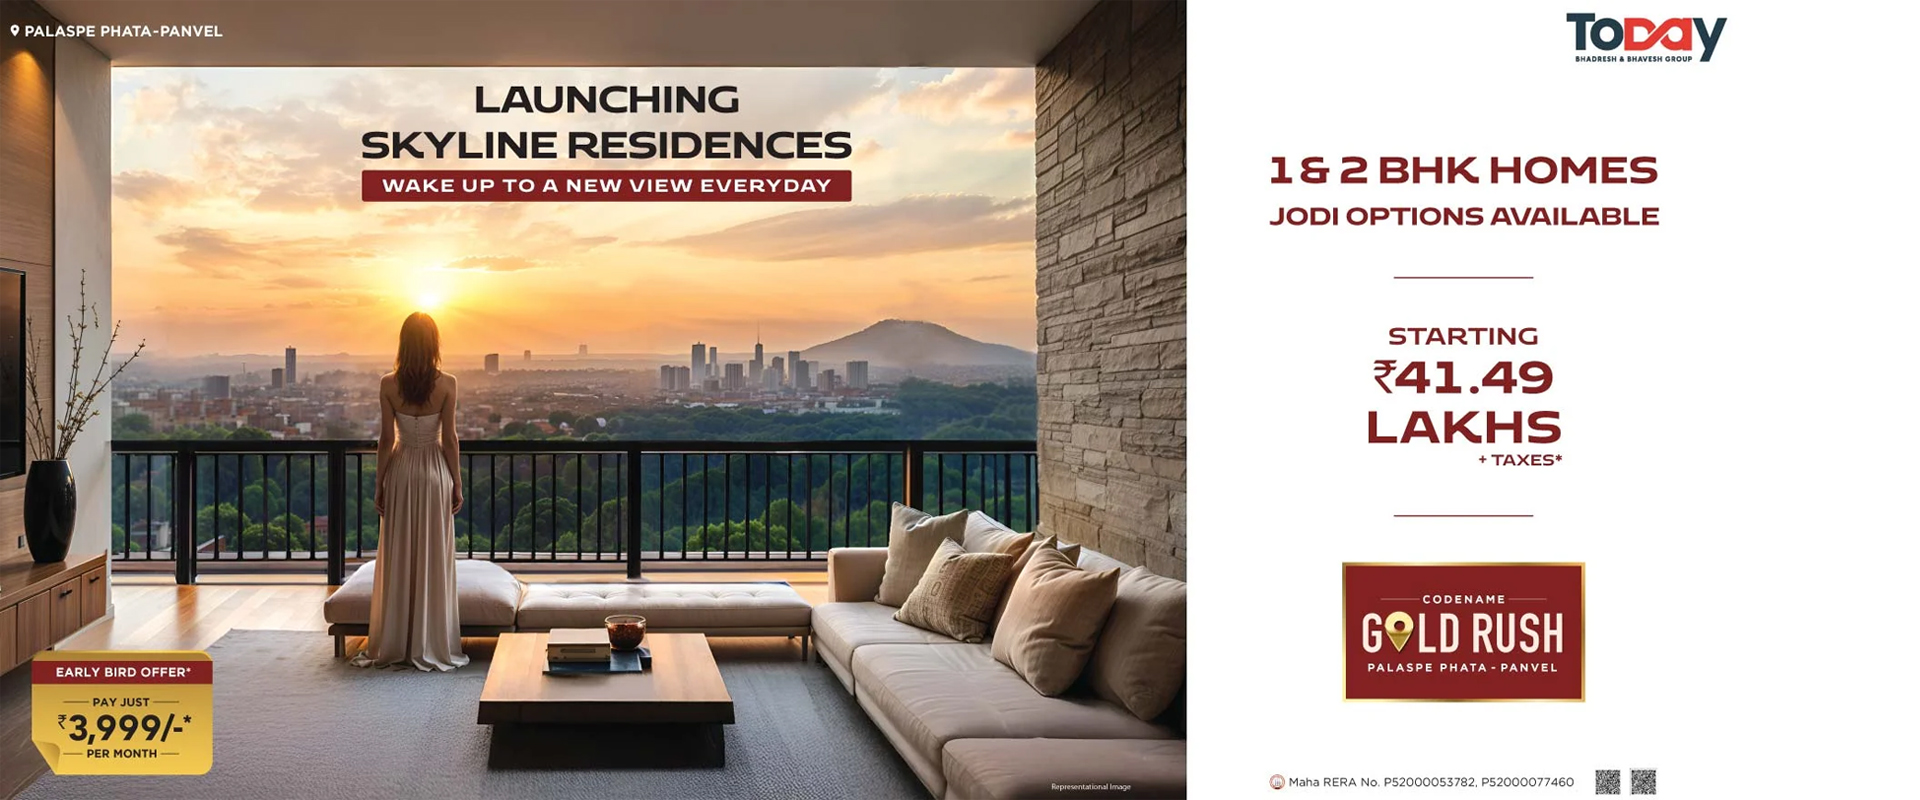 PALASPE PHATA-PANVEL
LAUNCHING
SKYLINE RESIDENCES
WAKE UP TO A NEW VIEW EVERYDAY
EARLY BIRD OFFER*
PAY JUST
₹3,999/-*
PER MONTH
Representational Image
TODAY
BHADRESH & BHAVESH GROUP
1 & 2 BHK HOMES
JODI OPTIONS AVAILABLE
STARTING
₹41.49
LAKHS
+ TAXES*
CODENAME
GOLD RUSH
PALASPE PHATA - PANVEL
Maha RERA No. P52000053782, P52000077460